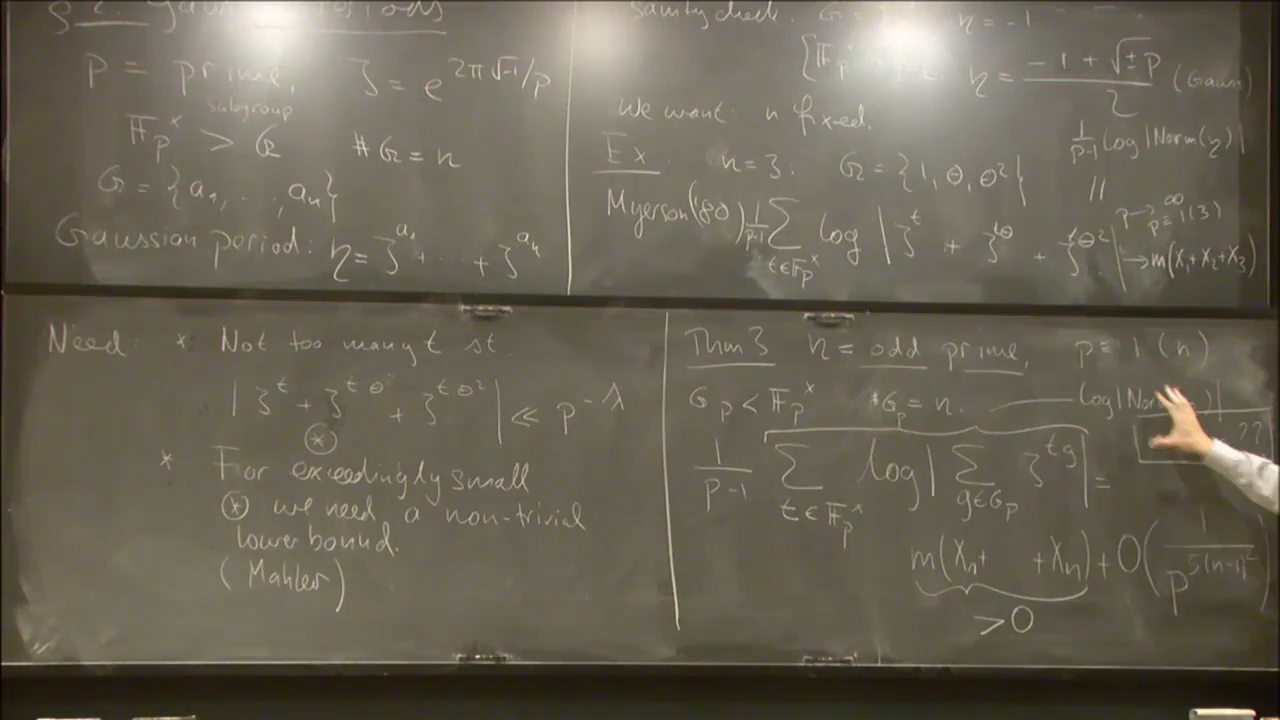 § 2. Gaussian Periods
p = prime, ζ = e^{2π√-1/p}
subgroup
F_p^× > G #G = n
G = {a_1, ..., a_n}
Gaussian period: η = ζ^{a_1} + ... + ζ^{a_n}
Sanity check. G = η = -1
[F_p^× η = (-1 + √±p)/2 (Gauss)
We want: n fixed.
Ex n = 3: G = {1, θ, θ²}
1/(p-1) log |Norm(η)|
||
Myerson ('80) 1/(p-1) Σ_{t∈F_p^×} log | ζ^t + ζ^{tθ} + ζ^{tθ²} |
p → ∞
p ≡ 1 (3)
→ m(X_1 + X_2 + X_3)
Need: * Not too many t st.
| ζ^t + ζ^{tθ} + ζ^{tθ²} | ≪ p^{-λ}
⊛
* For exceedingly small
⊛ we need a non-trivial
lower bound.
(Mahler)
Thm 3 n = odd prime, p ≡ 1 (n)
G_p < F_p^× #G_p = n.
log |Nor
??
1/(p-1) Σ_{t∈F_p^×} log | Σ_{g∈G_p} ζ^{tg} | =
m(X_1 + + X_n) + O(1/p^{5(n-1)²})
> 0